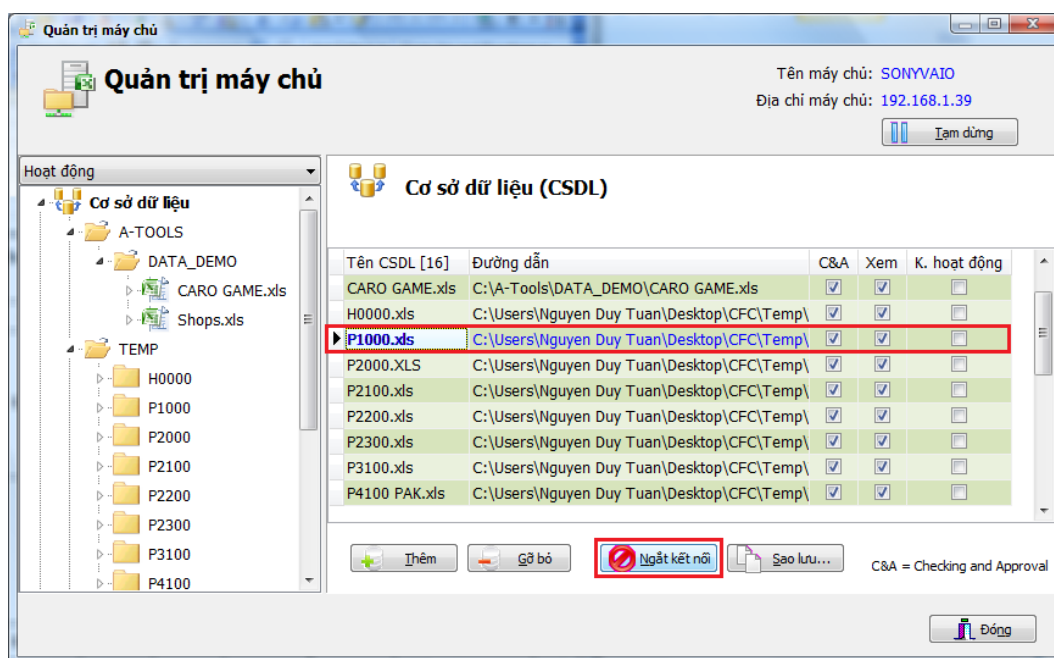 Quản trị máy chủ
Quản trị máy chủ
Tên máy chủ: SONYVAIO
Địa chỉ máy chủ: 192.168.1.39
Tạm dừng
Hoạt động
Cơ sở dữ liệu
A-TOOLS
DATA_DEMO
CARO GAME.xls
Shops.xls
TEMP
H0000
P1000
P2000
P2100
P2200
P2300
P3100
P4100
Cơ sở dữ liệu (CSDL)
Tên CSDL [16] Đường dẫn C&A Xem K. hoạt động
CARO GAME.xls C:\A-Tools\DATA_DEMO\CARO GAME.xls
H0000.xls C:\Users\Nguyen Duy Tuan\Desktop\CFC\Temp\
P1000.xls C:\Users\Nguyen Duy Tuan\Desktop\CFC\Temp\
P2000.XLS C:\Users\Nguyen Duy Tuan\Desktop\CFC\Temp\
P2100.xls C:\Users\Nguyen Duy Tuan\Desktop\CFC\Temp\
P2200.xls C:\Users\Nguyen Duy Tuan\Desktop\CFC\Temp\
P2300.xls C:\Users\Nguyen Duy Tuan\Desktop\CFC\Temp\
P3100.xls C:\Users\Nguyen Duy Tuan\Desktop\CFC\Temp\
P4100 PAK.xls C:\Users\Nguyen Duy Tuan\Desktop\CFC\Temp\
Thêm Gỡ bỏ Ngắt kết nối Sao lưu...
C&A = Checking and Approval
Đóng